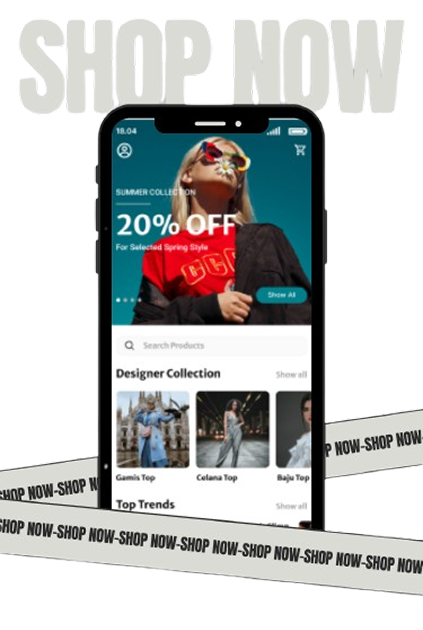 SHOP NOW
18.04
SUMMER COLLECTION
20% OFF
For Selected Spring Style
Show All
Search Products
Designer Collection
Show all
Gamis Top
Celana Top
Baju Top
P NOW-SHOP NOW-
SHOP NOW-SHOP N
Top Trends
Show all
SHOP NOW-SHOP NOW-SHOP NOW-SHOP NOW-SHOP NOW-SHOP NOW